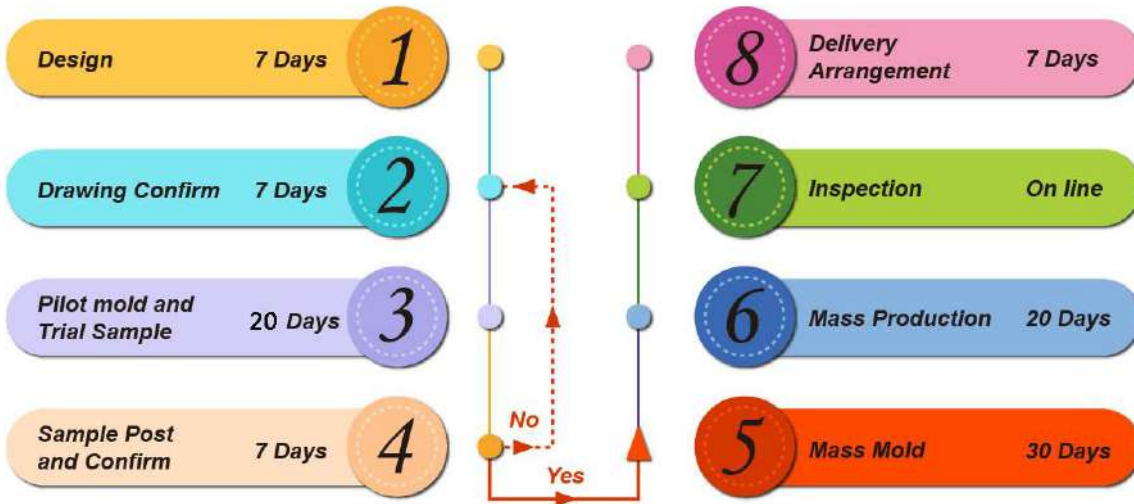 Design 7 Days 1
Drawing Confirm 7 Days 2
Pilot mold and
Trial Sample 20 Days 3
Sample Post
and Confirm 7 Days 4
No
Yes
8 Delivery
Arrangement 7 Days
7 Inspection On line
6 Mass Production 20 Days
5 Mass Mold 30 Days